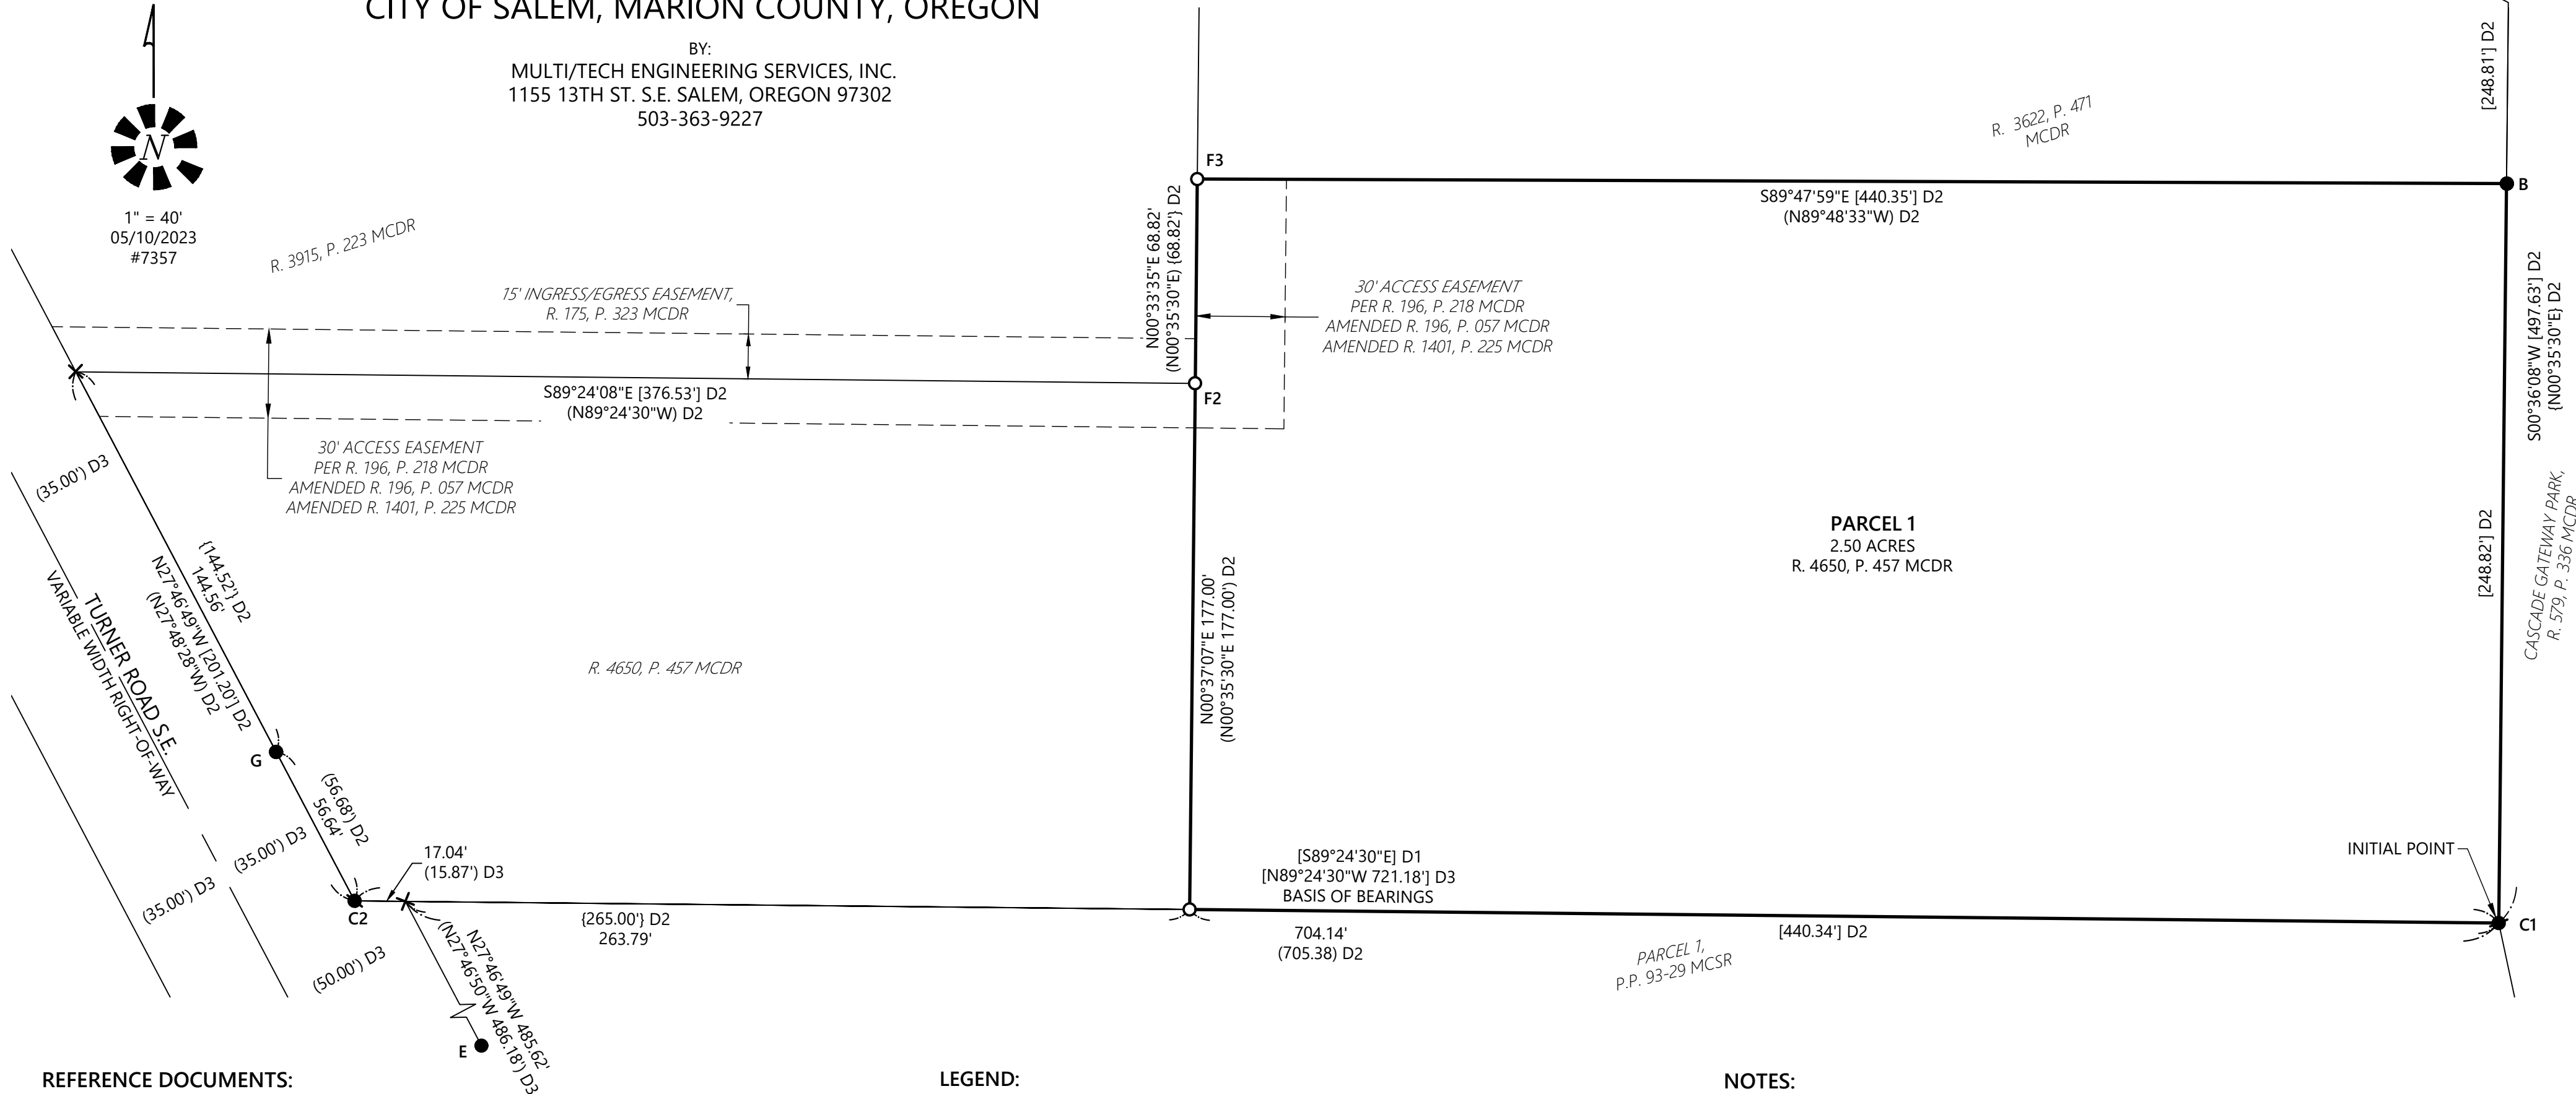 CITY OF SALEM, MARION COUNTY, OREGON
BY:
MULTI/TECH ENGINEERING SERVICES, INC.
1155 13TH ST. S.E. SALEM, OREGON 97302
503-363-9227
N
1" = 40'
05/10/2023
#7357
R. 3915, P. 223 MCDR
15' INGRESS/EGRESS EASEMENT,
R. 175, P. 323 MCDR
S89°24'08"E [376.53'] D2
(N89°24'30"W) D2
30' ACCESS EASEMENT
PER R. 196, P. 218 MCDR
AMENDED R. 196, P. 057 MCDR
AMENDED R. 1401, P. 225 MCDR
(35.00') D3
{144.52'} D2
144.56'
N27°46'49"W [201.20'] D2
(N27°48'28"W) D2
TURNER ROAD S.E.
VARIABLE WIDTH RIGHT-OF-WAY
G
(56.68') D2
56.64'
(35.00') D3
(35.00') D3
(50.00') D3
C2
17.04'
(15.87') D3
{265.00'} D2
263.79'
N27°46'49"W 485.62'
(N27°46'50"W 486.18') D3
E
R. 4650, P. 457 MCDR
F3
N00°33'35"E 68.82'
(N00°35'30"E) {68.82'} D2
F2
N00°37'07"E 177.00'
(N00°35'30"E 177.00') D2
30' ACCESS EASEMENT
PER R. 196, P. 218 MCDR
AMENDED R. 196, P. 057 MCDR
AMENDED R. 1401, P. 225 MCDR
R. 3622, P. 471
MCDR
S89°47'59"E [440.35'] D2
(N89°48'33"W) D2
[248.81'] D2
B
S00°36'08"W [497.63'] D2
{N00°35'30"E} D2
PARCEL 1
2.50 ACRES
R. 4650, P. 457 MCDR
[248.82'] D2
CASCADE GATEWAY PARK,
R. 579, P. 336 MCDR
INITIAL POINT
C1
[S89°24'30"E] D1
[N89°24'30"W 721.18'] D3
BASIS OF BEARINGS
704.14'
(705.38) D2
[440.34'] D2
PARCEL 1,
P.P. 93-29 MCSR
REFERENCE DOCUMENTS:
LEGEND:
NOTES: